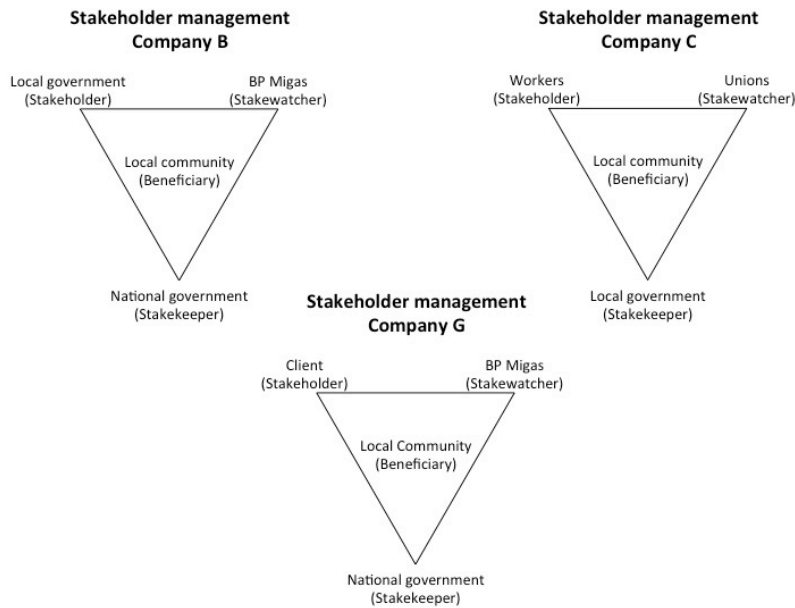 Stakeholder management
Company B
Local government
(Stakeholder)
BP Migas
(Stakewatcher)
Local community
(Beneficiary)
National government
(Stakekeeper)
Stakeholder management
Company C
Workers
(Stakeholder)
Unions
(Stakewatcher)
Local community
(Beneficiary)
Local government
(Stakekeeper)
Stakeholder management
Company G
Client
(Stakeholder)
BP Migas
(Stakewatcher)
Local Community
(Beneficiary)
National government
(Stakekeeper)